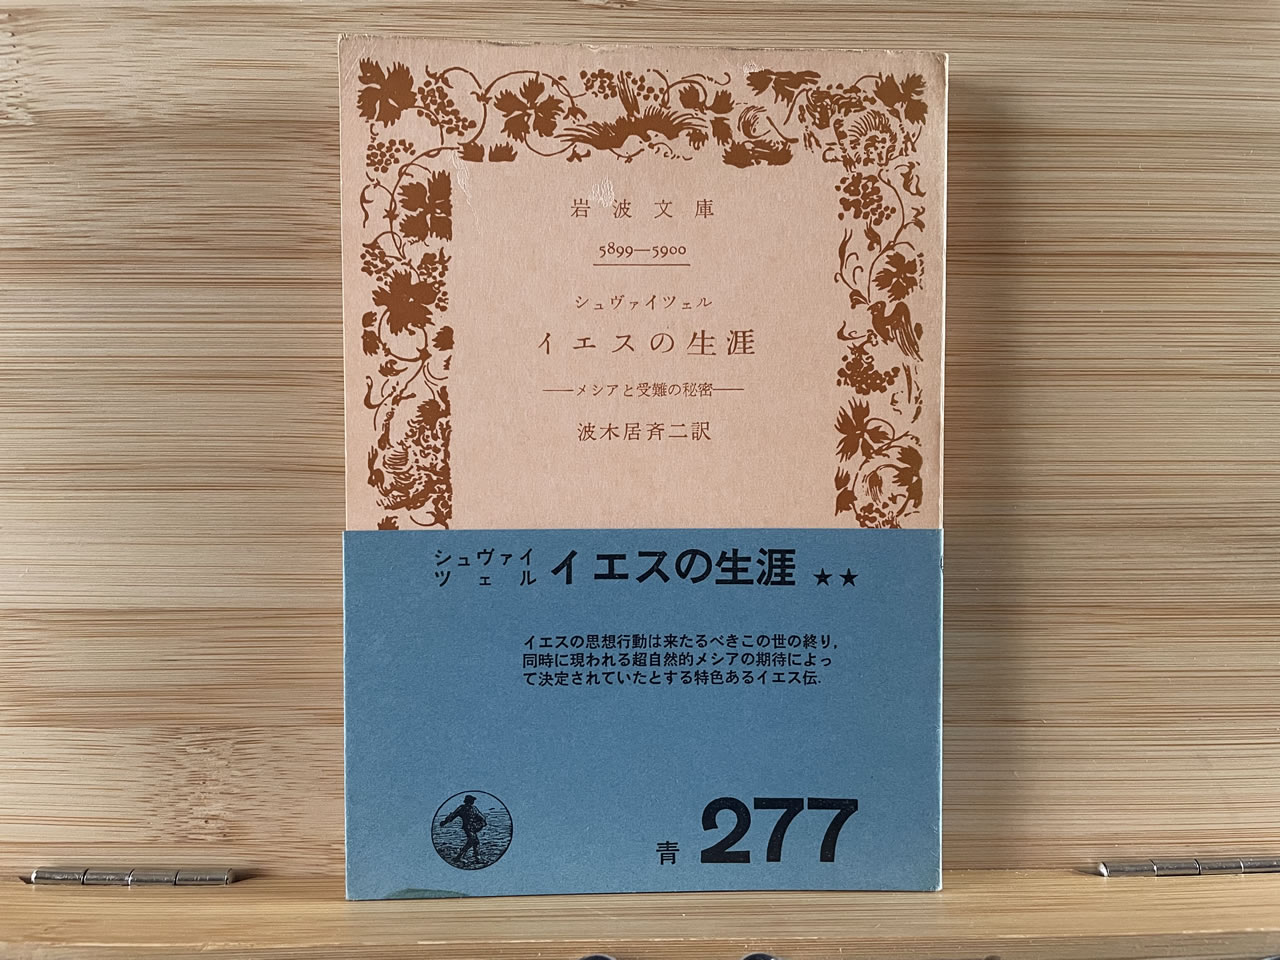 岩波文庫
5899―5900
シュヴァイツェル
イエスの生涯
――メシアと受難の秘密――
波木居斉二訳
シュヴァイツェル イエスの生涯 ★★
イエスの思想行動は来たるべきこの世の終り,
同時に現われる超自然的メシアの期待によっ
て決定されていたとする特色あるイエス伝.
青 277